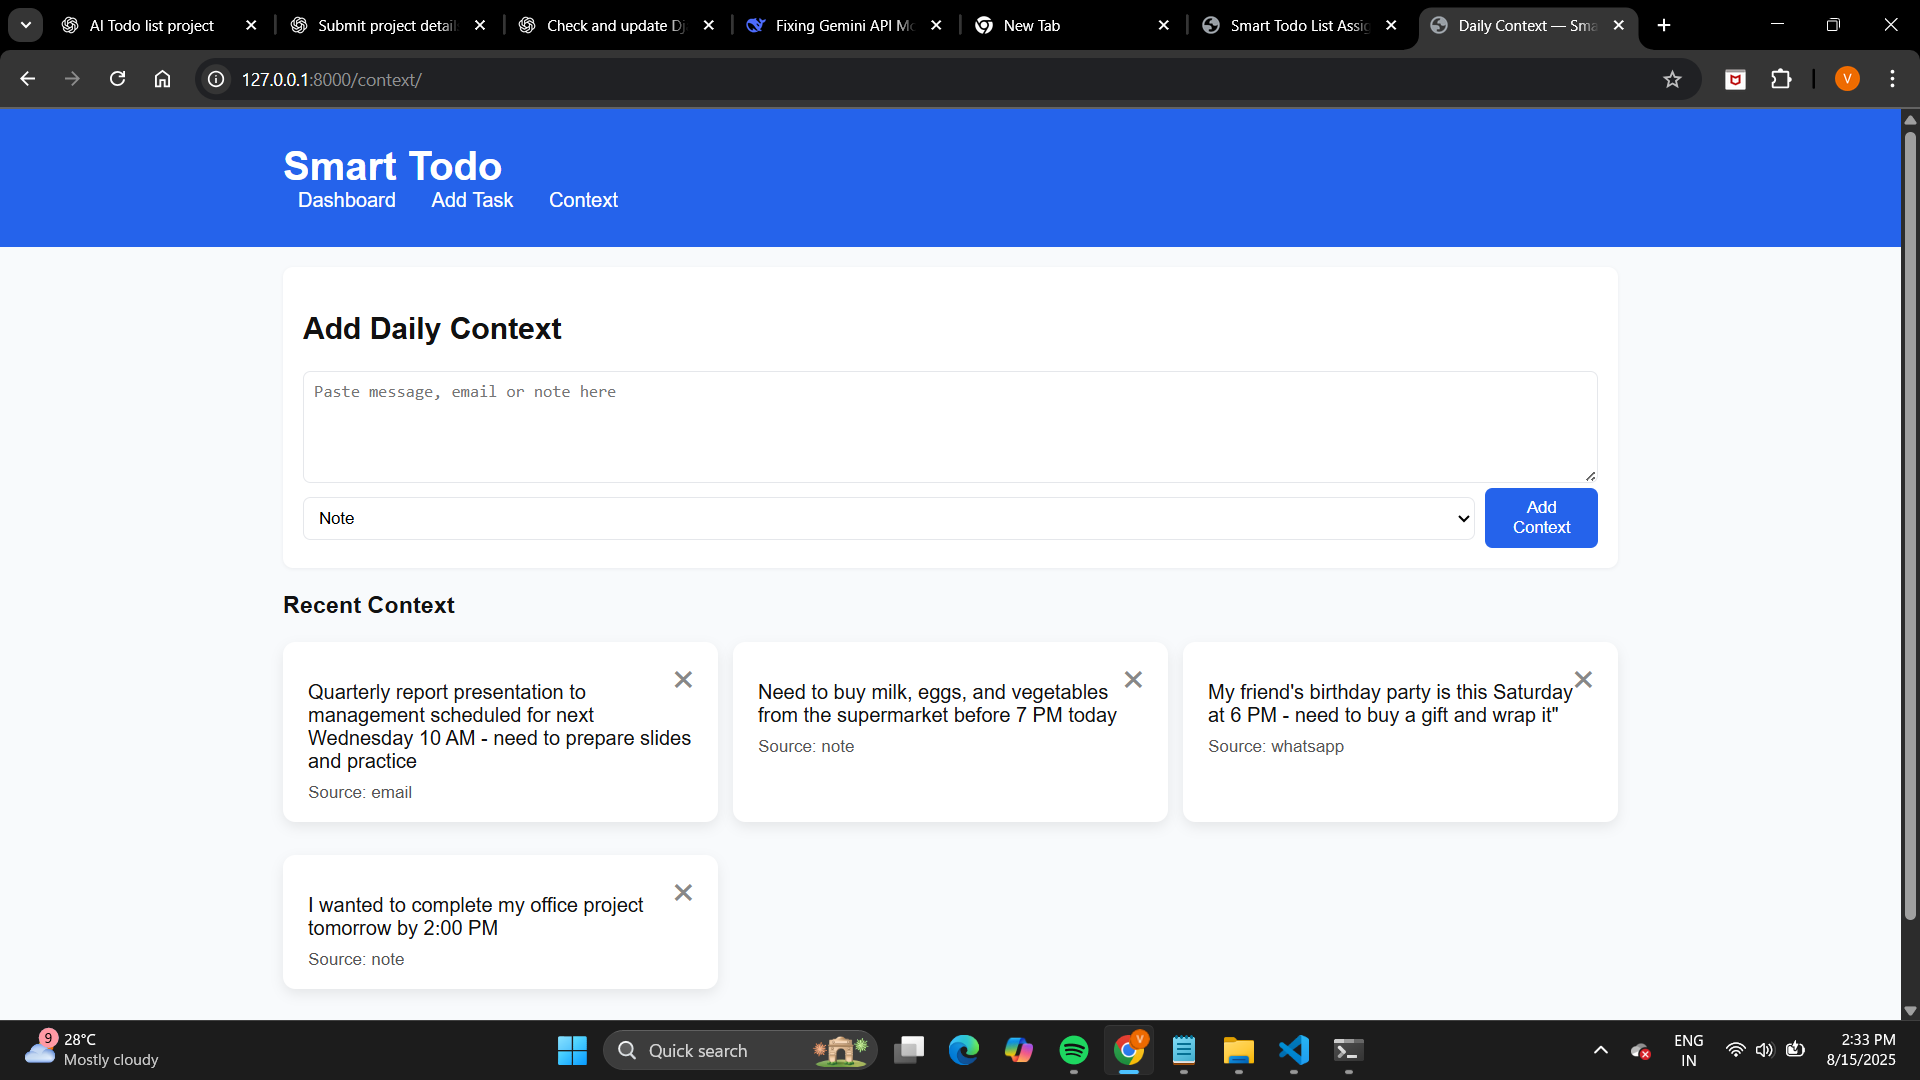 AI Todo list project
Submit project detail
Check and update Dj
Fixing Gemini API Mo
New Tab
Smart Todo List Assig
Daily Context — Sma
127.0.0.1:8000/context/
V
Smart Todo
Dashboard Add Task Context
Add Daily Context
Paste message, email or note here
Note
Add
Context
Recent Context
Quarterly report presentation to
management scheduled for next
Wednesday 10 AM - need to prepare slides
and practice
Source: email
Need to buy milk, eggs, and vegetables
from the supermarket before 7 PM today
Source: note
My friend's birthday party is this Saturday
at 6 PM - need to buy a gift and wrap it"
Source: whatsapp
I wanted to complete my office project
tomorrow by 2:00 PM
Source: note
9
28°C
Mostly cloudy
Quick search
V
ENG
IN
2:33 PM
8/15/2025